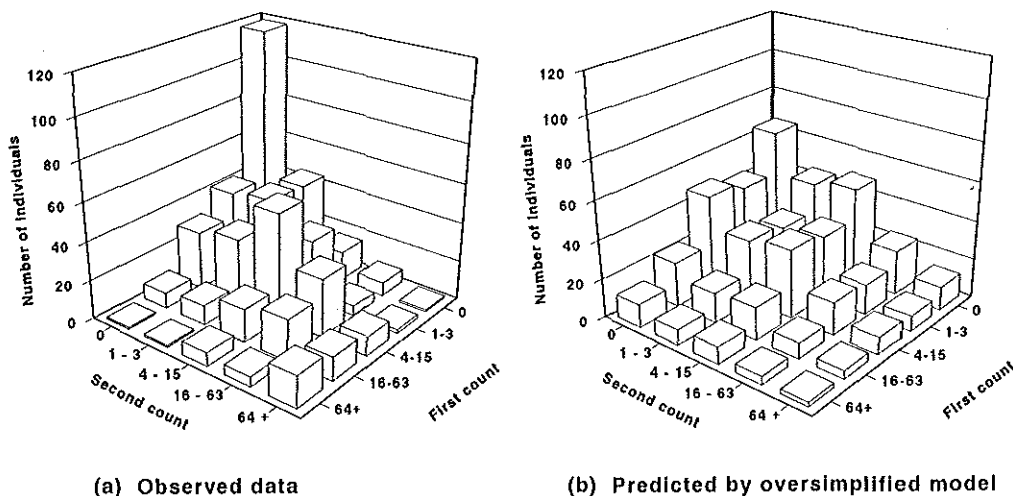 120
100
80
60
40
20
0
Number of individuals
0
1 - 3
4 - 15
16 - 63
64 +
Second count
0
1-3
4-15
16-63
64+
First count
(a) Observed data
120
100
80
60
40
20
0
Number of individuals
0
1 - 3
4 - 15
16 - 63
64 +
Second count
0
1-3
4-15
16-63
64+
First count
(b) Predicted by oversimplified model